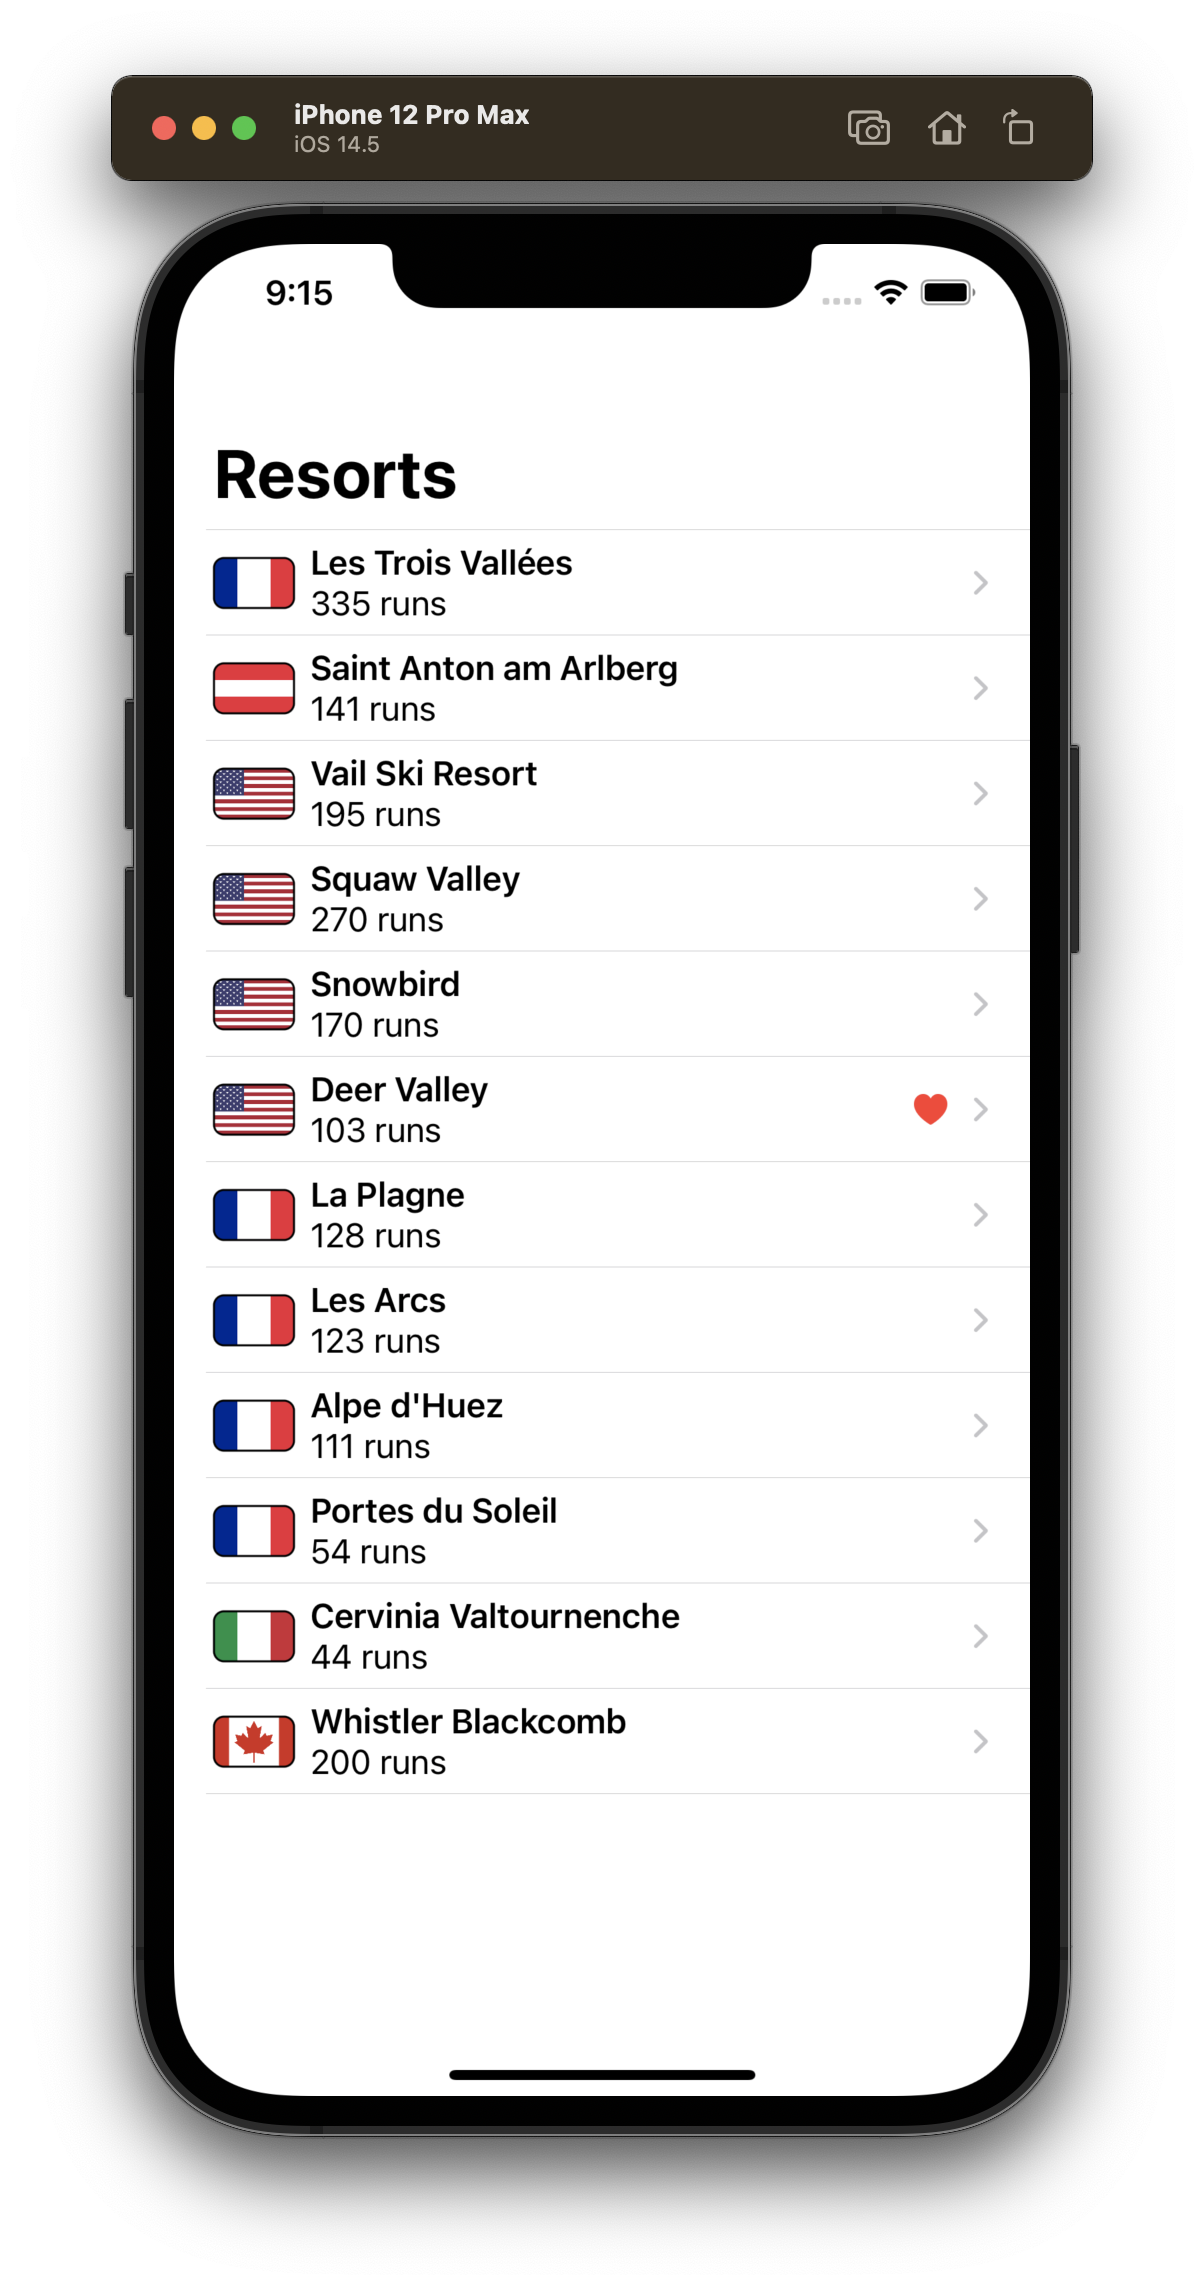 iPhone 12 Pro Max
iOS 14.5
9:15
Resorts
Les Trois Vallées
335 runs
Saint Anton am Arlberg
141 runs
Vail Ski Resort
195 runs
Squaw Valley
270 runs
Snowbird
170 runs
Deer Valley
103 runs
La Plagne
128 runs
Les Arcs
123 runs
Alpe d'Huez
111 runs
Portes du Soleil
54 runs
Cervinia Valtournenche
44 runs
Whistler Blackcomb
200 runs